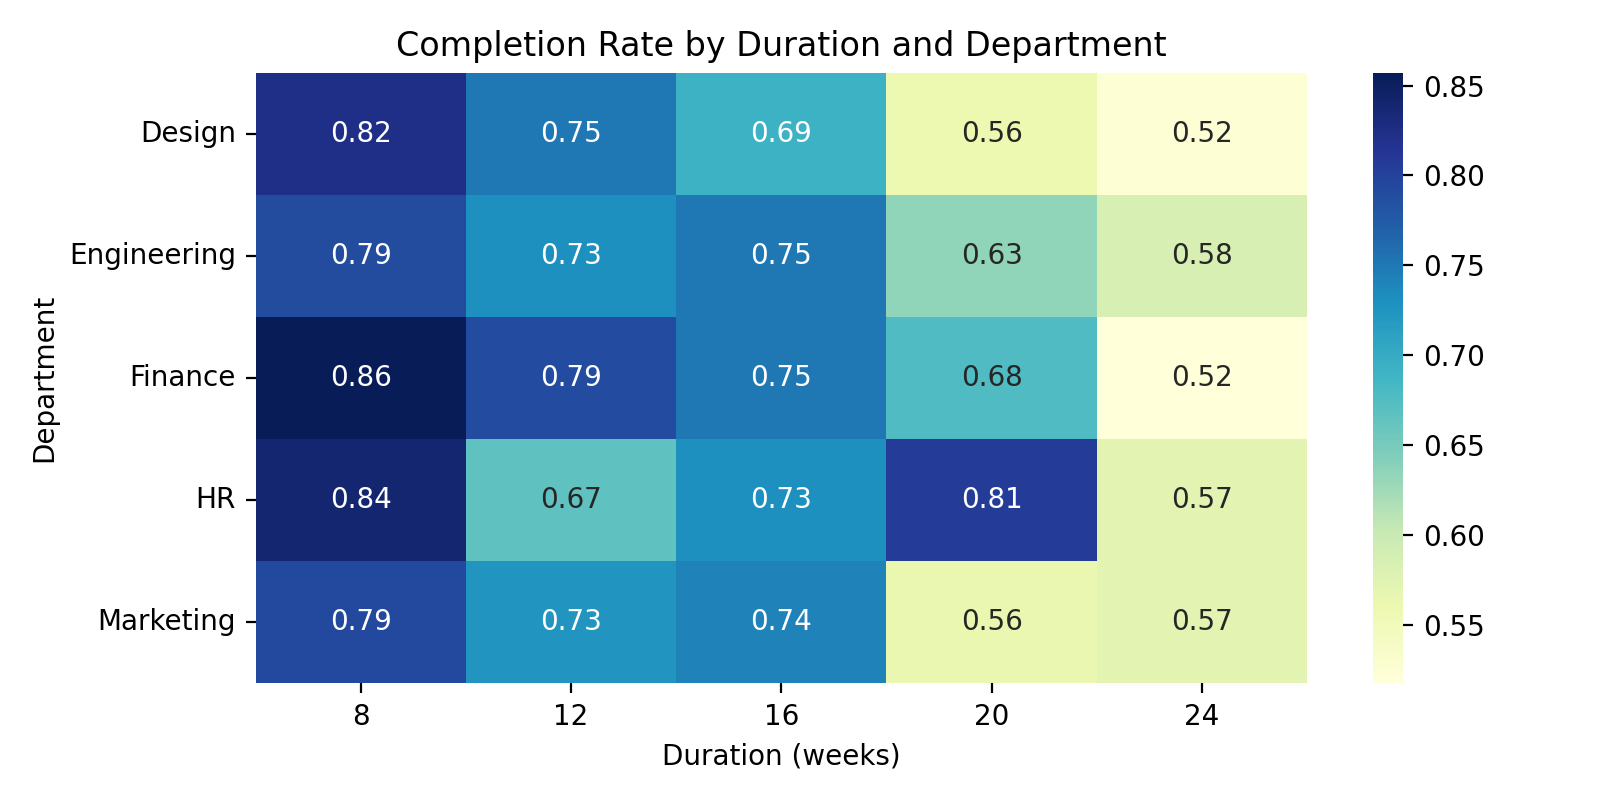 Completion Rate by Duration and Department
Design 0.82 0.75 0.69 0.56 0.52
Engineering 0.79 0.73 0.75 0.63 0.58
Finance 0.86 0.79 0.75 0.68 0.52
HR 0.84 0.67 0.73 0.81 0.57
Marketing 0.79 0.73 0.74 0.56 0.57
8 12 16 20 24
Duration (weeks)
Department
0.85
0.80
0.75
0.70
0.65
0.60
0.55